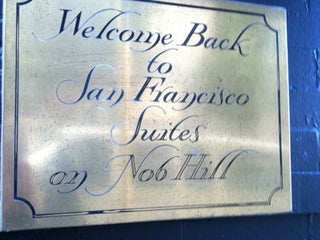 Welcome Back
to
San Francisco
Suites
on Nob Hill